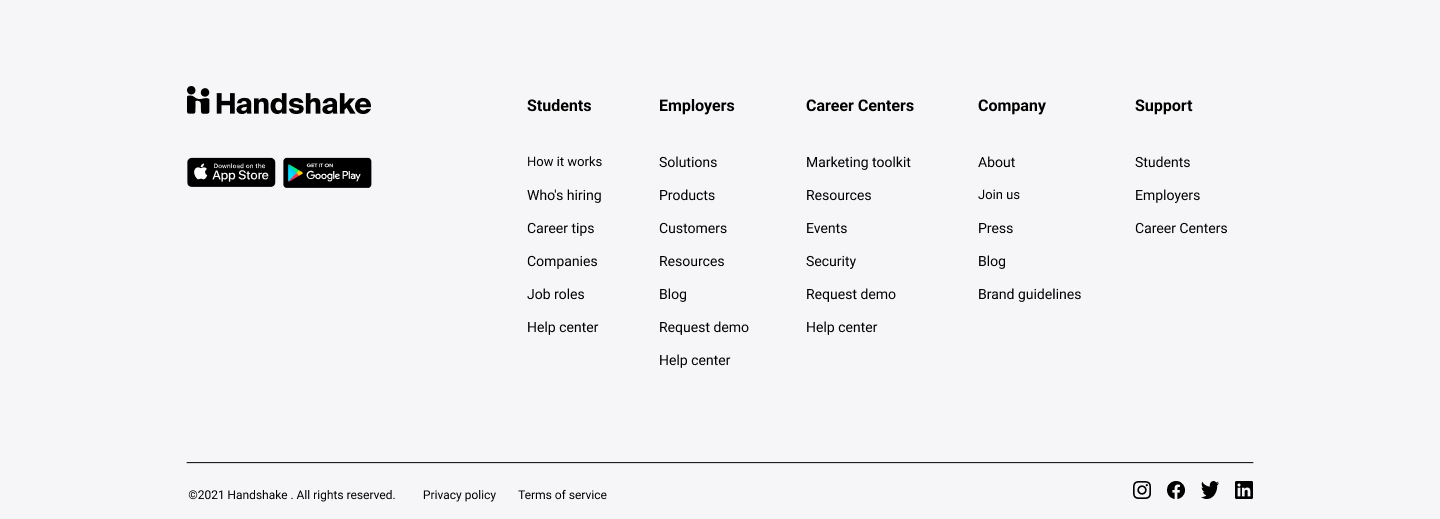 Handshake
Download on the
App Store
GET IT ON
Google Play
Students
How it works
Who's hiring
Career tips
Companies
Job roles
Help center
Employers
Solutions
Products
Customers
Resources
Blog
Request demo
Help center
Career Centers
Marketing toolkit
Resources
Events
Security
Request demo
Help center
Company
About
Join us
Press
Blog
Brand guidelines
Support
Students
Employers
Career Centers
©2021 Handshake . All rights reserved.
Privacy policy
Terms of service